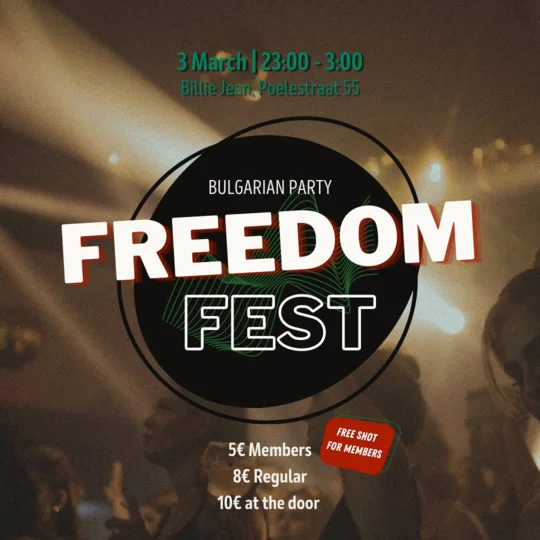 3 March | 23:00 - 3:00
Billie Jean, Poelestraat 55
BULGARIAN PARTY
FREEDOM
FEST
FREE SHOT
FOR MEMBERS
5€ Members
8€ Regular
10€ at the door